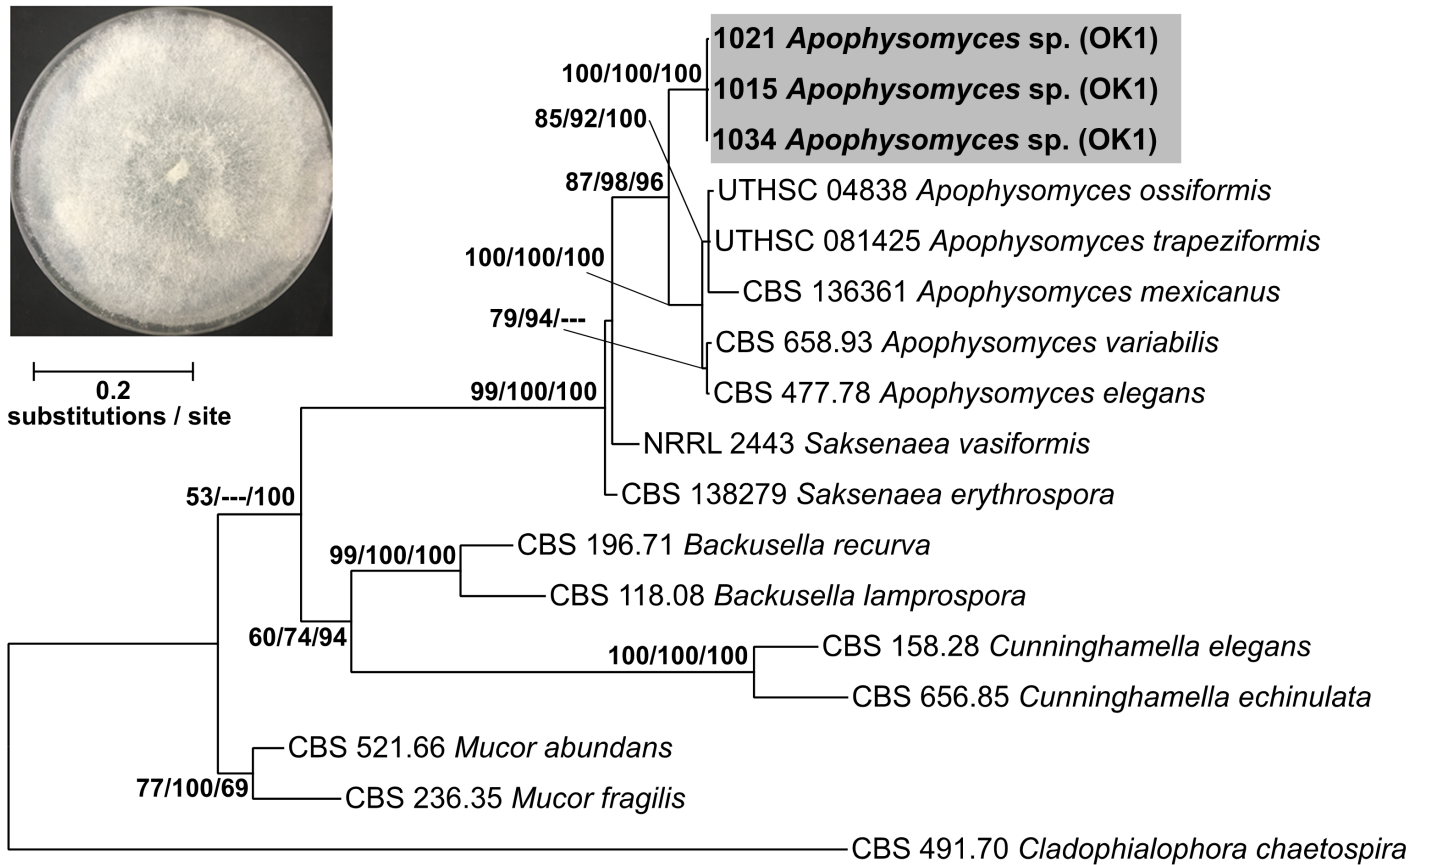 1021 Apophysomyces sp. (OK1)
100/100/100
1015 Apophysomyces sp. (OK1)
85/92/100
1034 Apophysomyces sp. (OK1)
87/98/96
UTHSC 04838 Apophysomyces ossiformis
UTHSC 081425 Apophysomyces trapeziformis
100/100/100
CBS 136361 Apophysomyces mexicanus
79/94/---
CBS 658.93 Apophysomyces variabilis
0.2
substitutions / site
99/100/100
CBS 477.78 Apophysomyces elegans
NRRL 2443 Saksenaea vasiformis
53/---/100
CBS 138279 Saksenaea erythrospora
99/100/100
CBS 196.71 Backusella recurva
CBS 118.08 Backusella lamprospora
60/74/94
100/100/100
CBS 158.28 Cunninghamella elegans
CBS 656.85 Cunninghamella echinulata
CBS 521.66 Mucor abundans
77/100/69
CBS 236.35 Mucor fragilis
CBS 491.70 Cladophialophora chaetospira